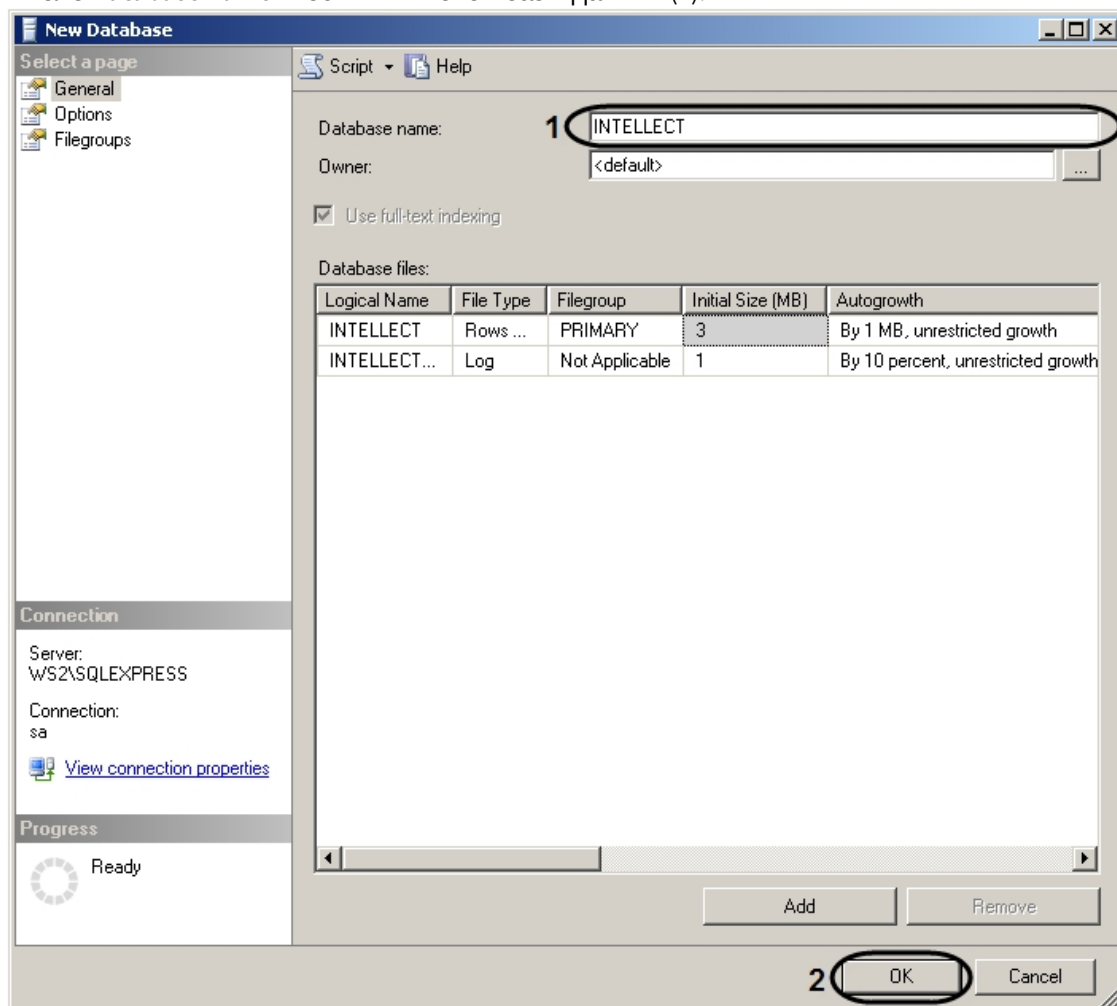 New Database
Select a page
General
Options
Filegroups
Script Help
Database name: 1 INTELLECT
Owner: <default> ...
Use full-text indexing
Database files:
Logical Name File Type Filegroup Initial Size (MB) Autogrowth
INTELLECT Rows ... PRIMARY 3 By 1 MB, unrestricted growth
INTELLECT... Log Not Applicable 1 By 10 percent, unrestricted growth
Connection
Server:
WS2\SQLEXPRESS
Connection:
sa
View connection properties
Progress
Ready
Add Remove
2 OK Cancel